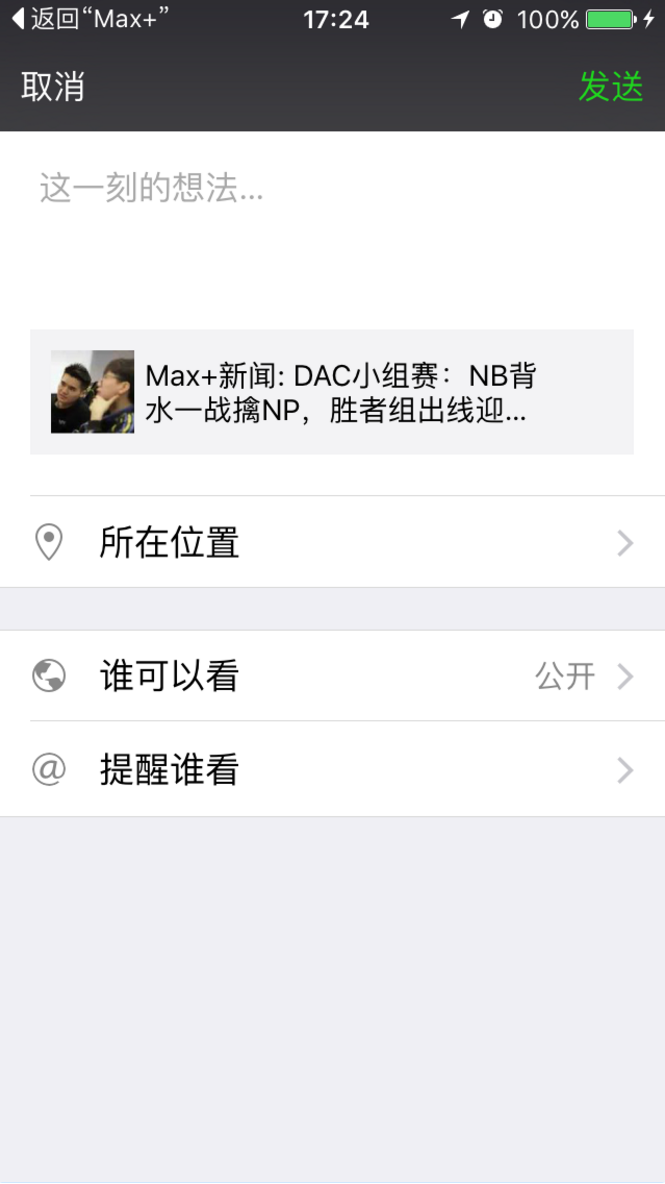 返回“Max+”
17:24
100%
取消
发送
这一刻的想法...
Max+新闻: DAC小组赛：NB背
水一战擒NP，胜者组出线迎...
所在位置
谁可以看
公开
@
提醒谁看